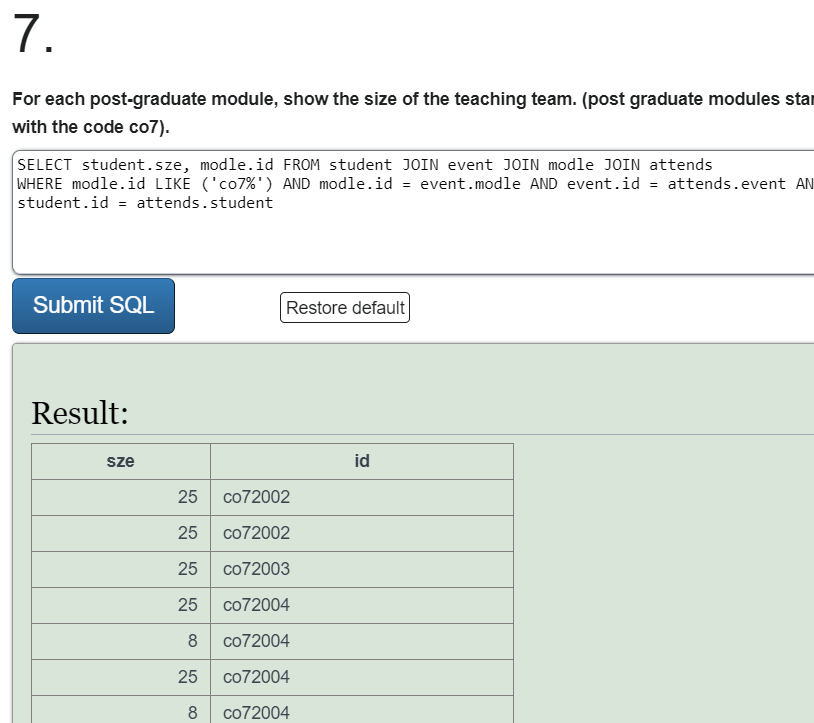 7.
For each post-graduate module, show the size of the teaching team. (post graduate modules star
with the code co7).
SELECT student.sze, modle.id FROM student JOIN event JOIN modle JOIN attends
WHERE modle.id LIKE ('co7%') AND modle.id = event.modle AND event.id = attends.event AN
student.id = attends.student
Submit SQL
Restore default
Result:
sze id
25 co72002
25 co72002
25 co72003
25 co72004
8 co72004
25 co72004
8 co72004